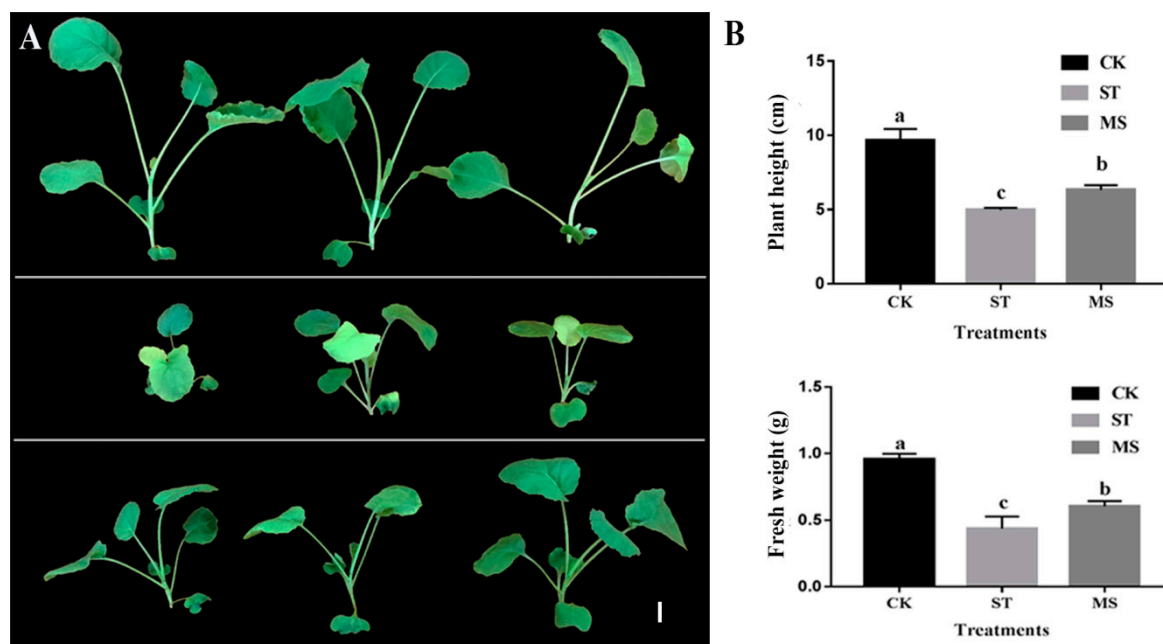 A
B
15
10
5
0
Plant height (cm)
CK
ST
MS
a
c
b
CK ST MS
Treatments
1.5
1.0
0.5
0.0
Fresh weight (g)
CK
ST
MS
a
c
b
CK ST MS
Treatments